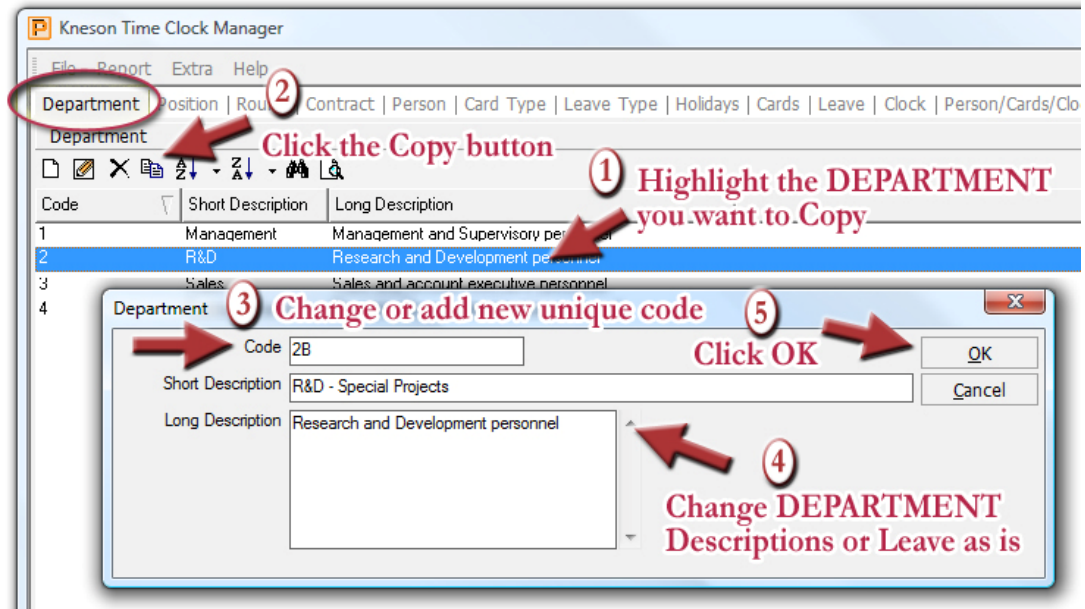 Kneson Time Clock Manager
File Report Extra Help
Department | Position | Contract | Person | Card Type | Leave Type | Holidays | Cards | Leave | Clock | Person/Cards/Clo
Department
2
Click the Copy button
1
Highlight the DEPARTMENT
you want to Copy
Code Short Description Long Description
1 Management Management and Supervisory
2 R&D Research and Development personnel
3 Sales Sales and account executive personnel
4
Department
3 Change or add new unique code
5
Click OK
Code 2B
OK
Short Description R&D - Special Projects
Cancel
Long Description Research and Development personnel
4
Change DEPARTMENT
Descriptions or Leave as is